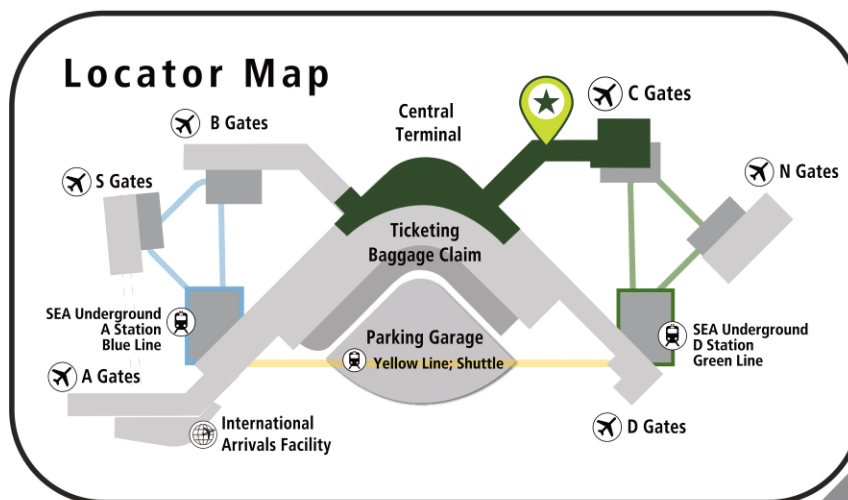 Locator Map
Central
Terminal
C Gates
B Gates
S Gates
N Gates
Ticketing
Baggage Claim
SEA Underground
A Station
Blue Line
Parking Garage
Yellow Line; Shuttle
SEA Underground
D Station
Green Line
A Gates
International
Arrivals Facility
D Gates